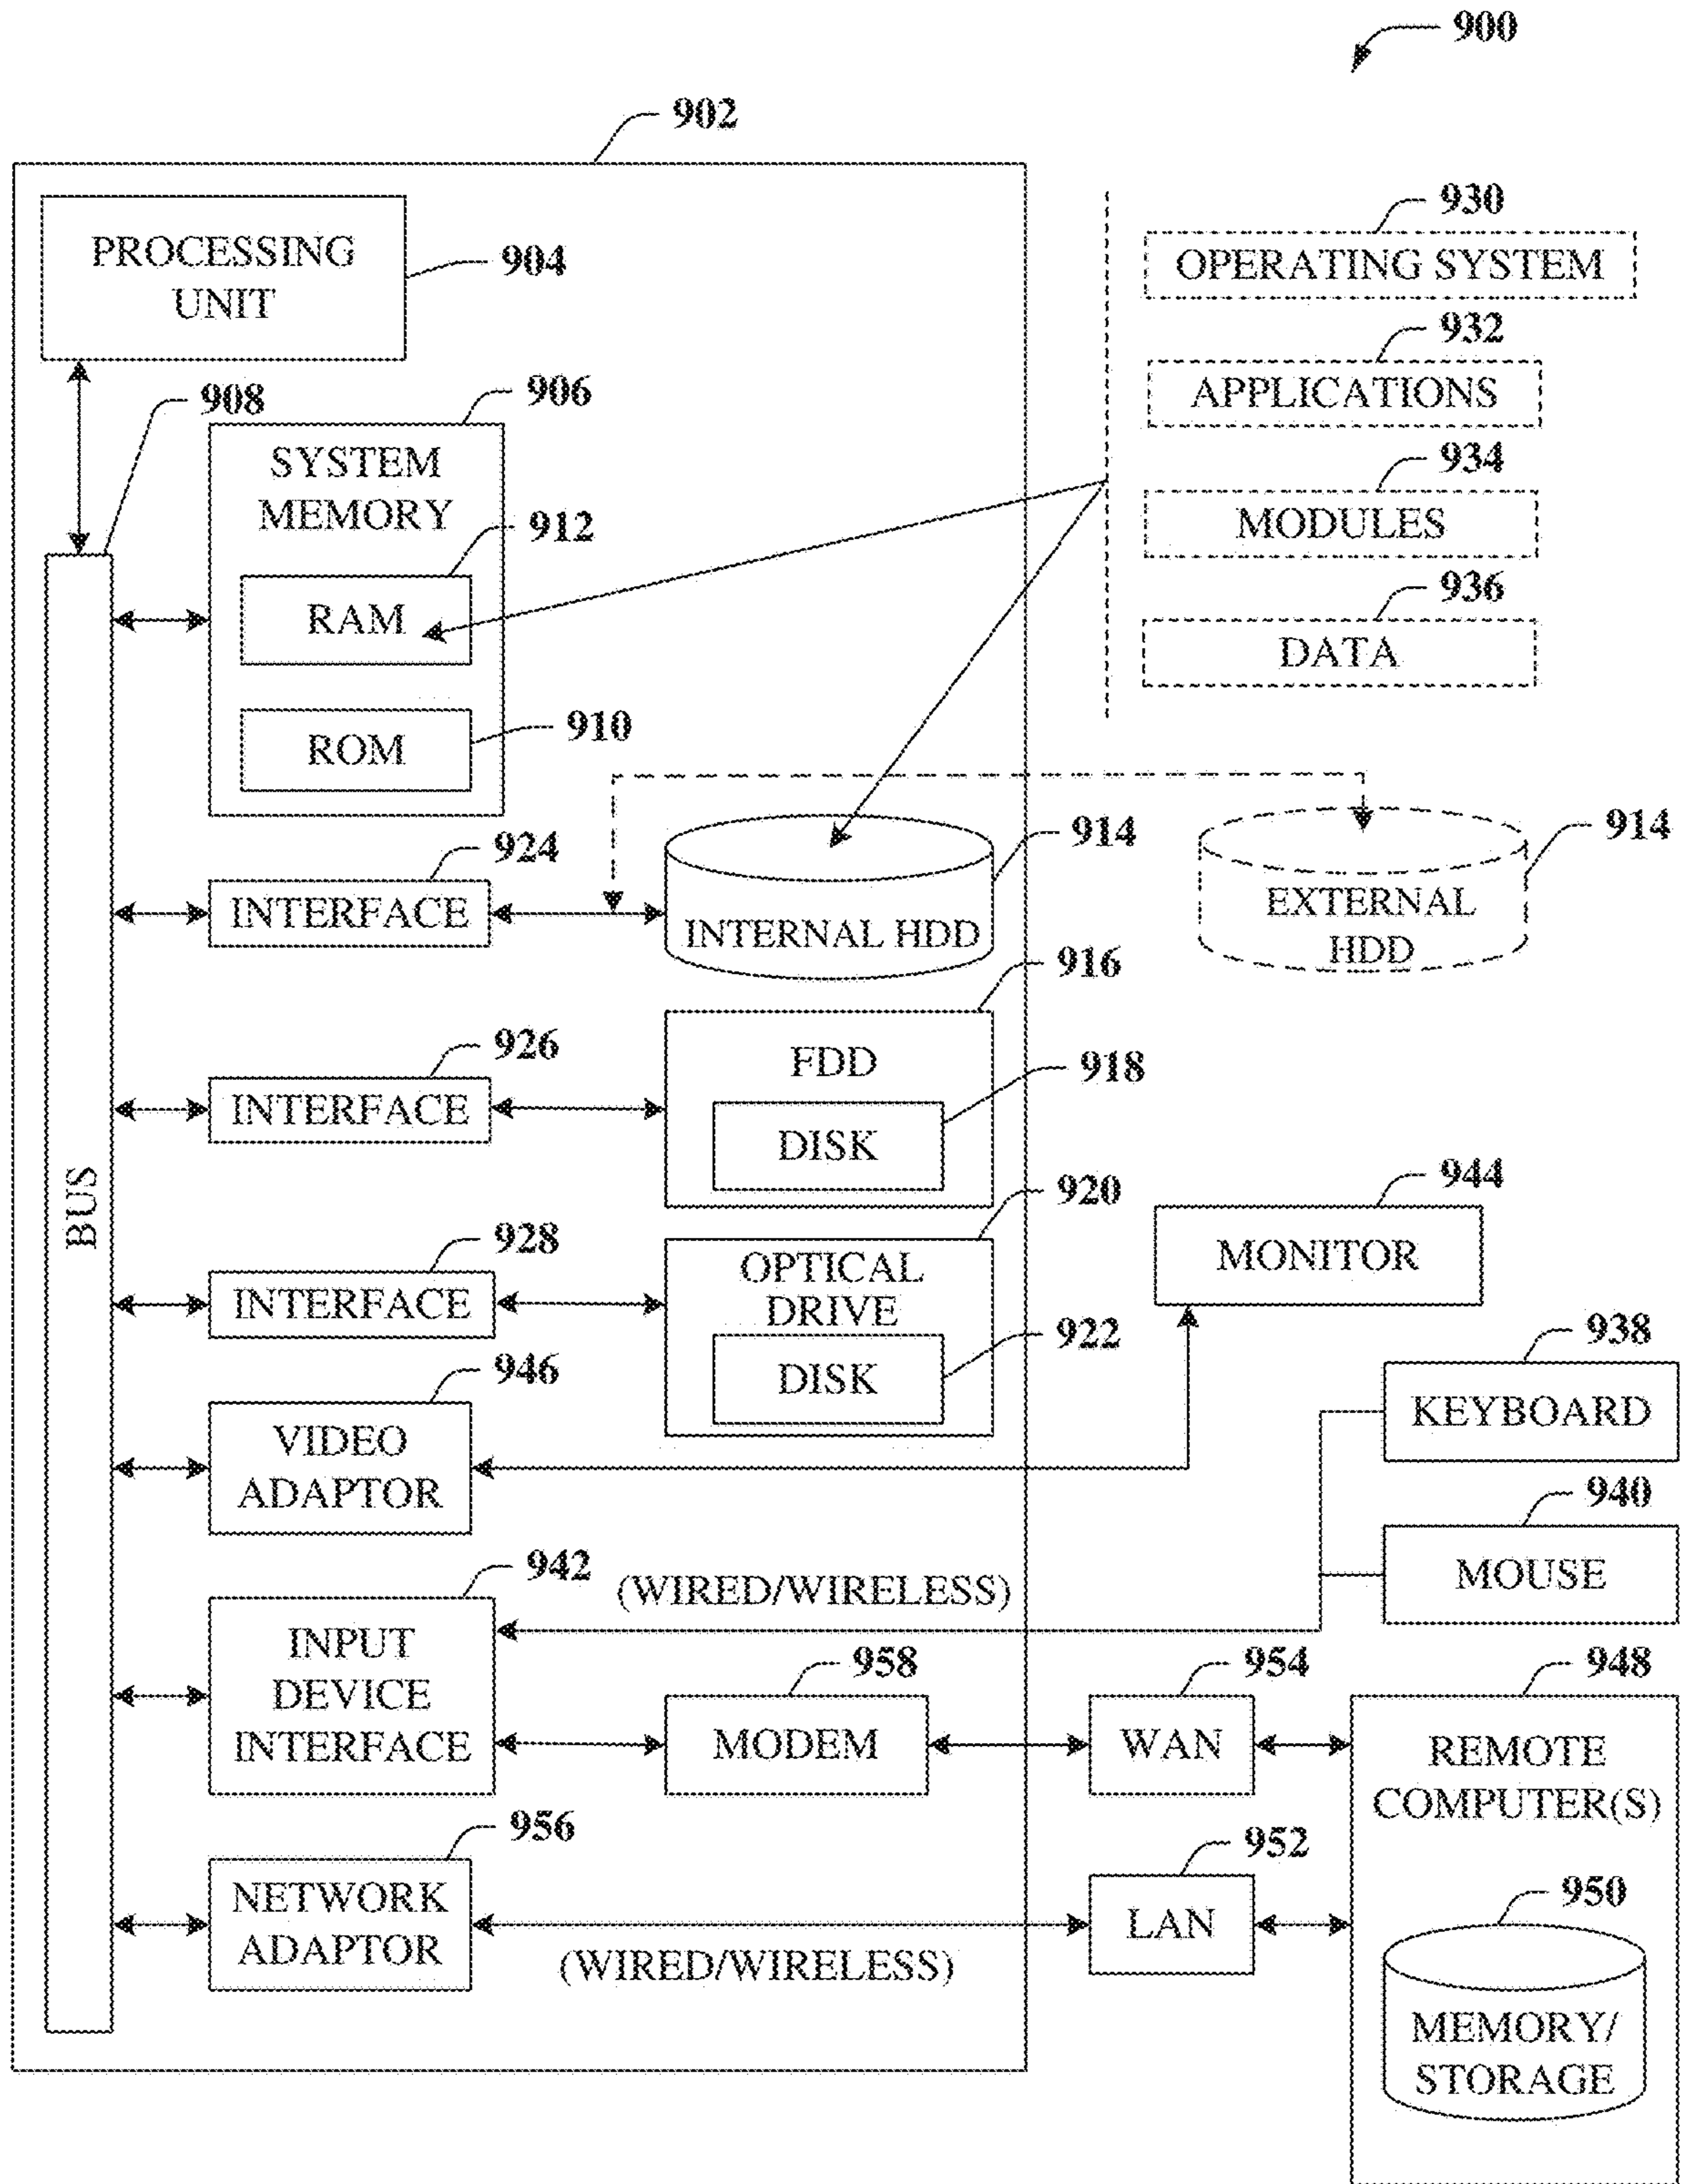 900
902
PROCESSING
UNIT
904
908
906
SYSTEM
MEMORY
912
RAM
910
ROM
930
OPERATING SYSTEM
932
APPLICATIONS
934
MODULES
936
DATA
924
INTERFACE
914
INTERNAL HDD
914
EXTERNAL
HDD
926
INTERFACE
916
FDD
918
DISK
BUS
928
INTERFACE
920
OPTICAL
DRIVE
922
DISK
944
MONITOR
946
VIDEO
ADAPTOR
938
KEYBOARD
940
MOUSE
942
(WIRED/WIRELESS)
INPUT
DEVICE
INTERFACE
958
MODEM
954
WAN
948
REMOTE
COMPUTER(S)
956
NETWORK
ADAPTOR
(WIRED/WIRELESS)
952
LAN
950
MEMORY/
STORAGE